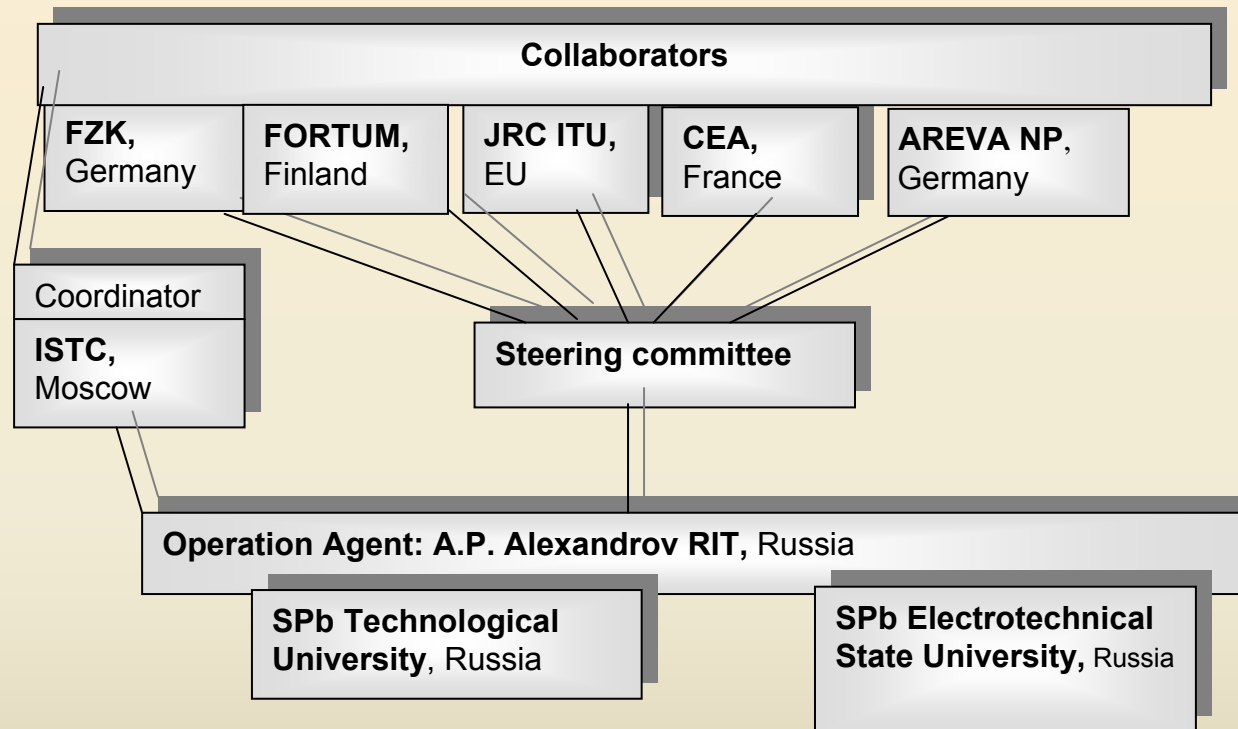 Collaborators
FZK,
Germany
FORTUM,
Finland
JRC ITU,
EU
CEA,
France
AREVA NP,
Germany
Coordinator
ISTC,
Moscow
Steering committee
Operation Agent: A.P. Alexandrov RIT, Russia
SPb Technological
University, Russia
SPb Electrotechnical
State University, Russia